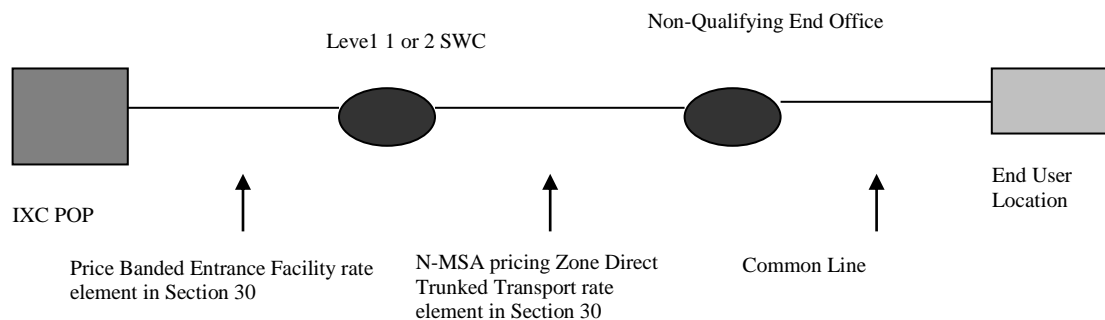 Non-Qualifying End Office
Leve1 1 or 2 SWC
End User
Location
IXC POP
Price Banded Entrance Facility rate
element in Section 30
N-MSA pricing Zone Direct
Trunked Transport rate
element in Section 30
Common Line